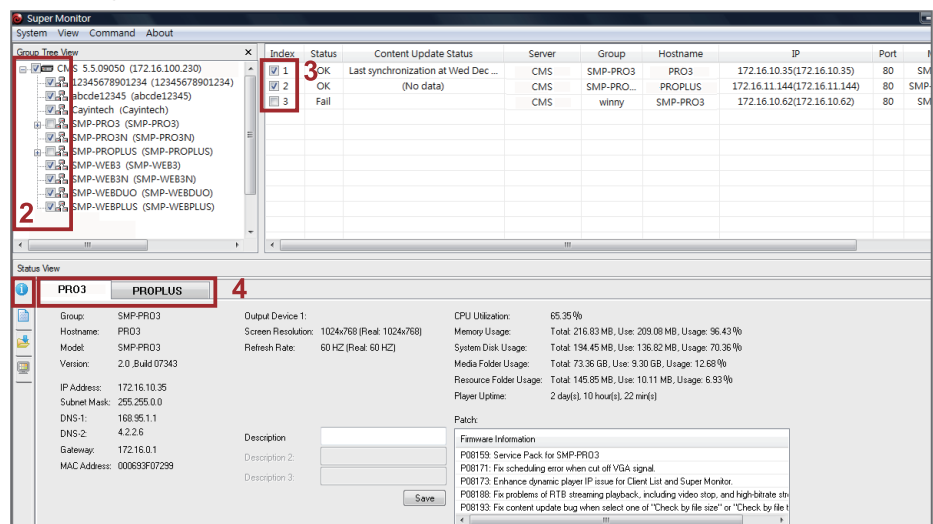 Super Monitor
System View Command About
Group Tree View ×
CMS 5.5.09050 (172.16.100.230)
12345678901234 (12345678901234)
abcde12345 (abcde12345)
Cayintech (Cayintech)
SMP-PRO3 (SMP-PRO3)
SMP-PRO3N (SMP-PRO3N)
SMP-PROPLUS (SMP-PROPLUS)
SMP-WEB3 (SMP-WEB3)
SMP-WEB3N (SMP-WEB3N)
SMP-WEBDUO (SMP-WEBDUO)
SMP-WEBPLUS (SMP-WEBPLUS)
2
Index Status Content Update Status Server Group Hostname IP Port
3
1 OK Last synchronization at Wed Dec ... CMS SMP-PRO3 PRO3 172.16.10.35(172.16.10.35) 80 SM
2 OK (No data) CMS SMP-PRO... PROPLUS 172.16.11.144(172.16.11.144) 80 SMP-
3 Fail CMS winny SMP-PRO3 172.16.10.62(172.16.10.62) 80 SM
Status View
PRO3 PROPLUS 4
Group: SMP-PRO3
Hostname: PRO3
Model: SMP-PRO3
Version: 2.0 ,Build 07343
IP Address: 172.16.10.35
Subnet Mask: 255.255.0.0
DNS-1: 168.95.1.1
DNS-2 4.2.2.6
Gateway: 172.16.0.1
MAC Address: 000693F07299
Output Device 1:
Screen Resolution: 1024x768 (Real: 1024x768)
Refresh Rate: 60 HZ (Real: 60 HZ)
Description
Description 2:
Description 3:
Save
CPU Utilization: 65.35 %
Memory Usage: Total: 216.83 MB, Use: 209.08 MB, Usage: 96.43 %
System Disk Usage: Total: 194.45 MB, Use: 136.82 MB, Usage: 70.36 %
Media Folder Usage: Total: 73.36 GB, Use: 9.30 GB, Usage: 12.68 %
Resource Folder Usage: Total: 145.85 MB, Use: 10.11 MB, Usage: 6.93 %
Player Uptime: 2 day(s), 10 hour(s), 22 min(s)
Patch:
Firmware Information
P08159: Service Pack for SMP-PRO3
P08171: Fix scheduling error when cut off VGA signal.
P08173: Enhance dynamic player IP issue for Client List and Super Monitor.
P08188: Fix problems of RTB streaming playback, including video stop, and high-bitrate stre
P08193: Fix content update bug when select one of "Check by file size" or "Check by file t